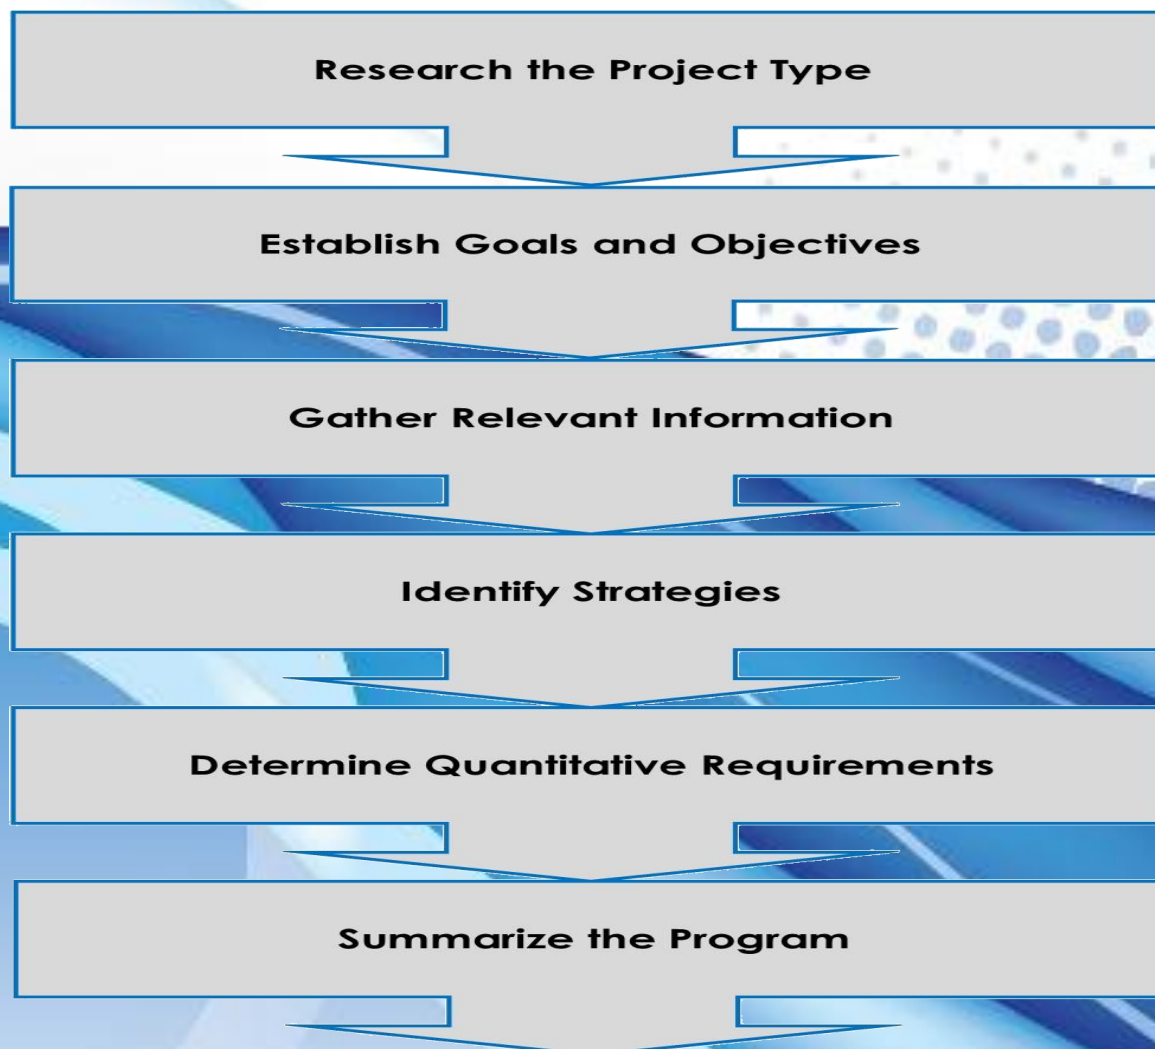 Research the Project Type
Establish Goals and Objectives
Gather Relevant Information
Identify Strategies
Determine Quantitative Requirements
Summarize the Program